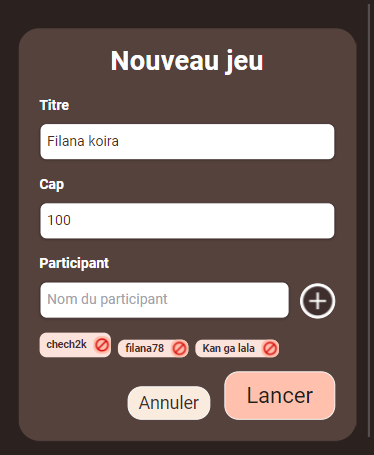 Nouveau jeu
Titre
Filana koira
Cap
100
Participant
Nom du participant
chech2k filana78 Kan ga lala
Annuler Lancer